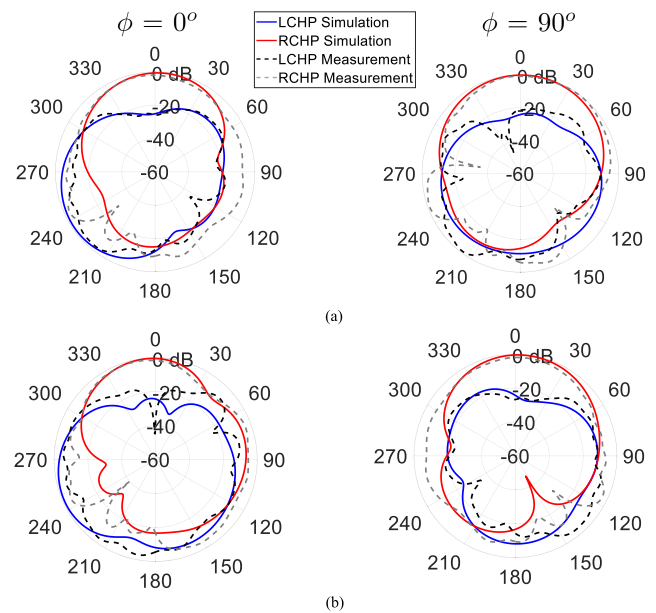 ϕ = 0°
LCHP Simulation
RCHP Simulation
LCHP Measurement
RCHP Measurement
ϕ = 90°
0
330 0 dB 30
300 -20 60
-40
270 -60 90
240 120
210 150
180
0
330 0 dB 30
300 -20 60
-40
270 -60 90
240 120
210 150
180
(a)
0
330 0 dB 30
300 -20 60
-40
270 -60 90
240 120
210 150
180
0
330 0 dB 30
300 -20 60
-40
270 -60 90
240 120
210 150
180
(b)